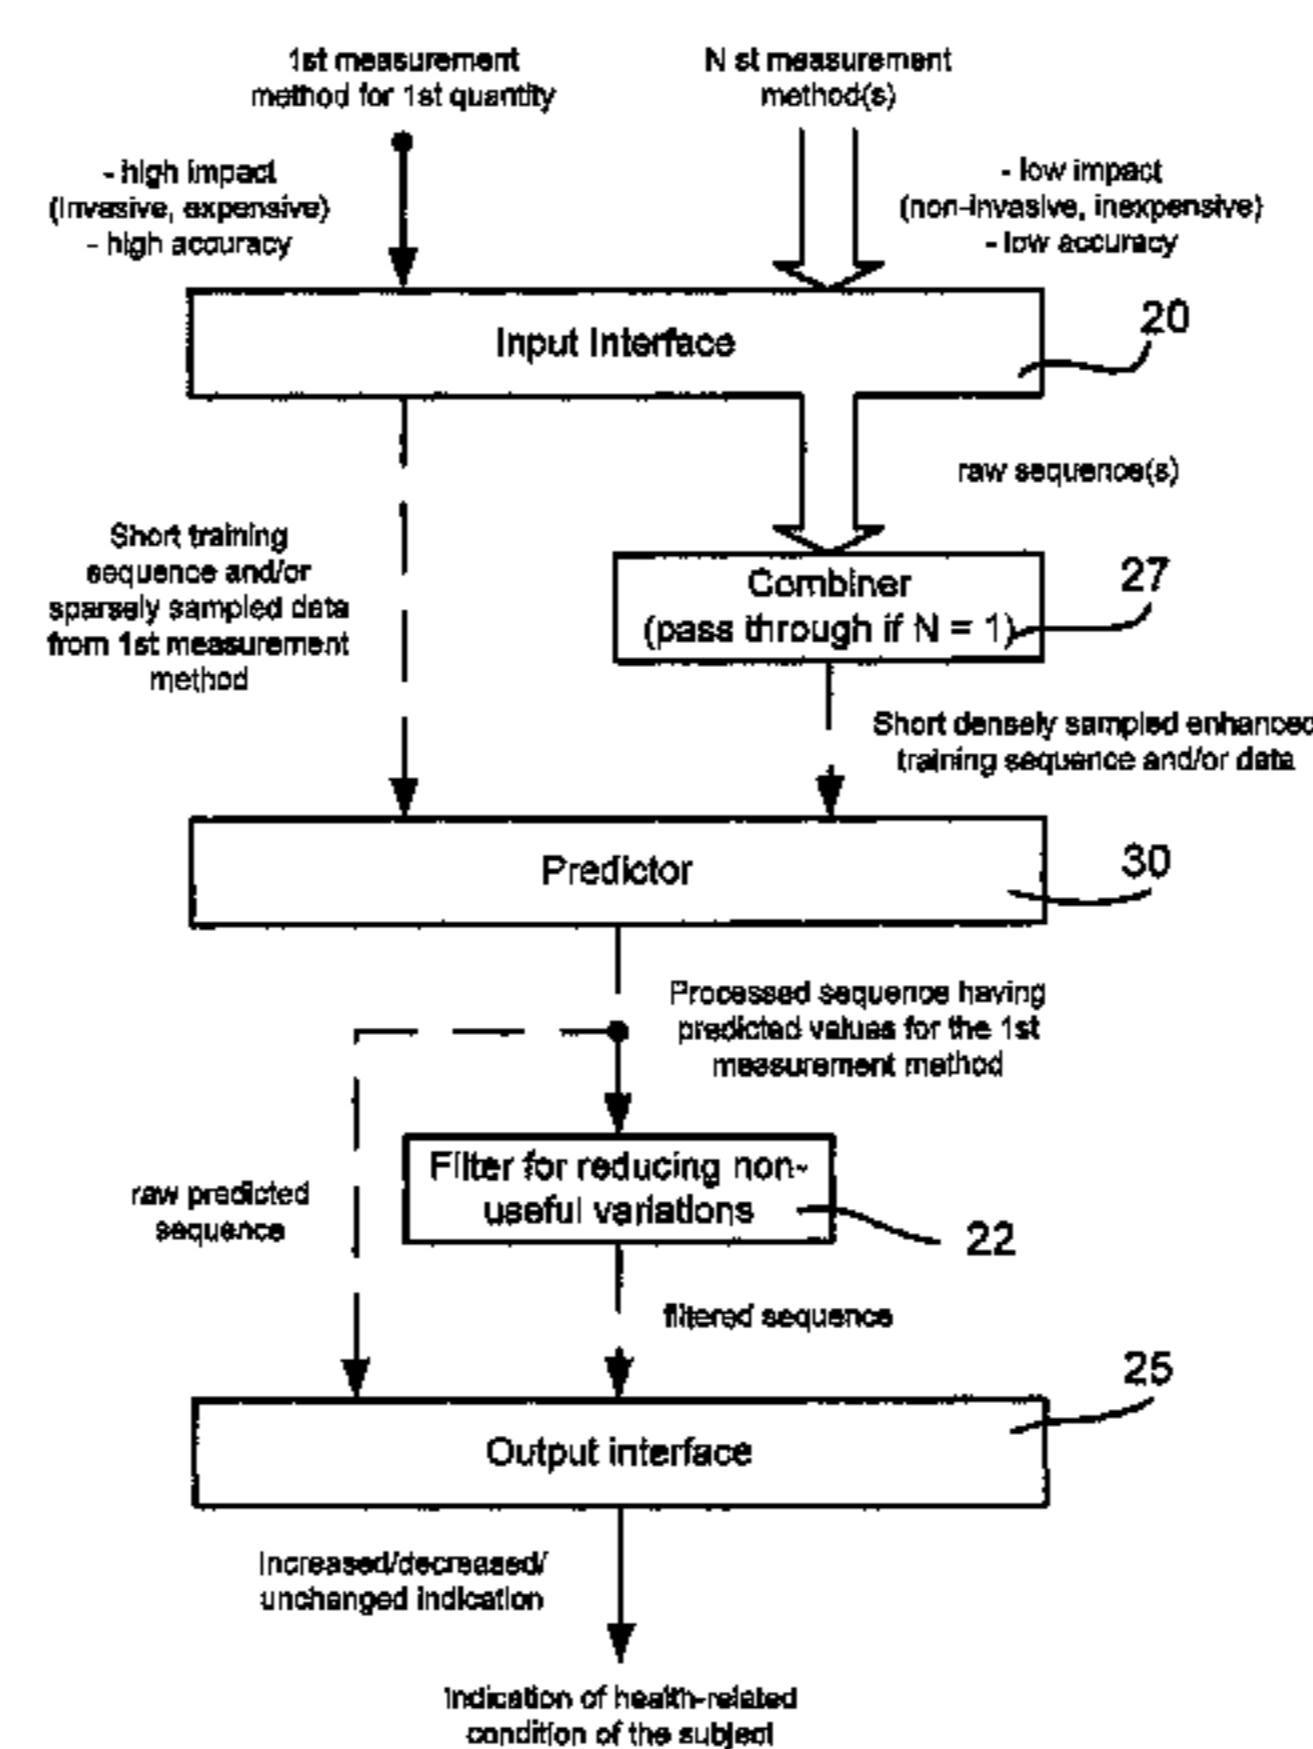 1st measurement
method for 1st quantity
N st measurement
method(s)
- high impact
(invasive, expensive)
- high accuracy
- low impact
(non-invasive, inexpensive)
- low accuracy
Input Interface
20
raw sequence(s)
Short training
sequence and/or
sparsely sampled data
from 1st measurement
method
Combiner
(pass through if N = 1)
27
Short densely sampled enhanced
training sequence and/or data
Predictor
30
Processed sequence having
predicted values for the 1st
measurement method
Filter for reducing non-
useful variations
22
raw predicted
sequence
filtered sequence
25
Output interface
Increased/decreased/
unchanged indication
Indication of health-related
condition of the subject